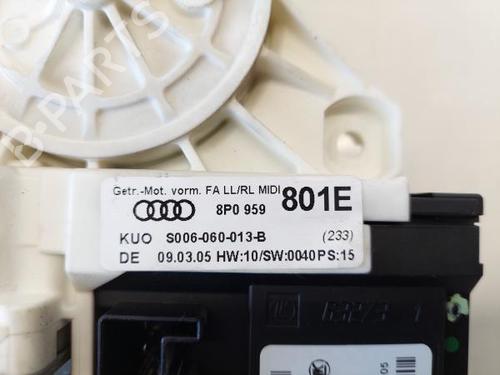 Getr.-Mot. vorm. FA LL/RL MIDI
8P0 959 801E
KUO S006-060-013-B (233)
DE 09.03.05 HW:10/SW:0040 PS:15